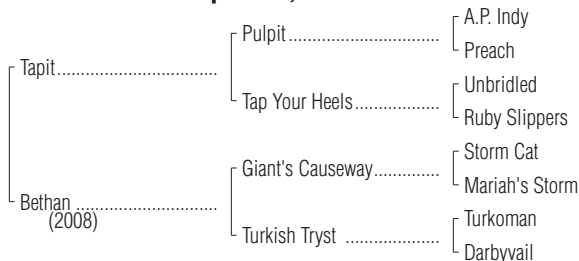 A.P. Indy
Pulpit
Preach
Tapit
Unbridled
Tap Your Heels
Ruby Slippers
Storm Cat
Giant's Causeway
Mariah's Storm
Bethan
(2008)
Turkoman
Turkish Tryst
Darbyvail